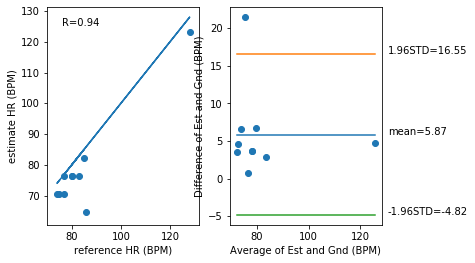 R=0.94
estimate HR (BPM)
130
120
110
100
90
80
70
80
100
120
reference HR (BPM)
Difference of Est and Gnd (BPM)
20
15
10
5
0
−5
80
100
120
Average of Est and Gnd (BPM)
1.96STD=16.55
mean=5.87
-1.96STD=-4.82